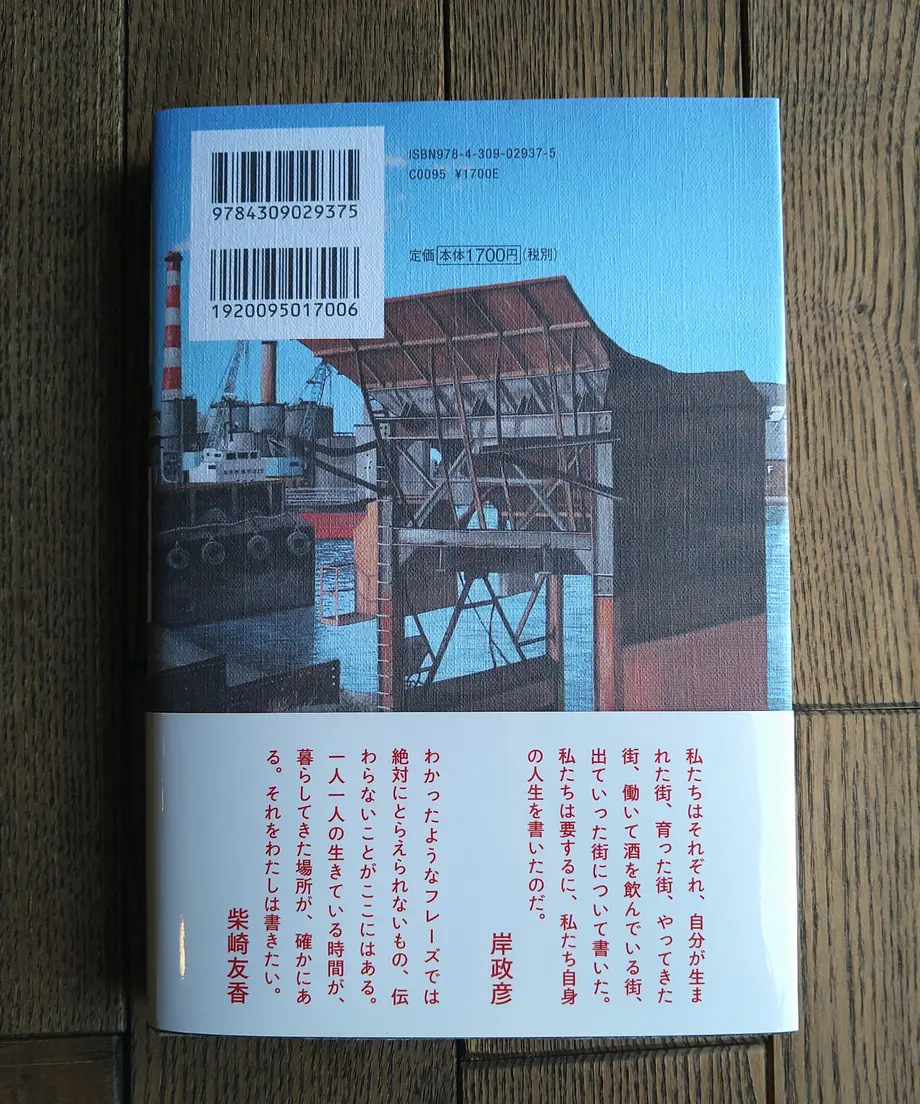 9784309029375
1920095017006
ISBN978-4-309-02937-5
C0095 ¥1700E
定価 本体1700円(税別)
私たちはそれぞれ、自分が生ま
れた街、育った街、やってきた
街、働いて酒を飲んでいる街、
出ていった街について書いた。
私たちは要するに、私たち自身
の人生を書いたのだ。
岸政彦
わかったようなフレーズでは
絶対にとらえられないもの、伝
わらないことがここにはある。
一人一人の生きている時間が、
暮らしてきた場所が、確かにあ
る。それをわたしは書きたい。
柴崎友香